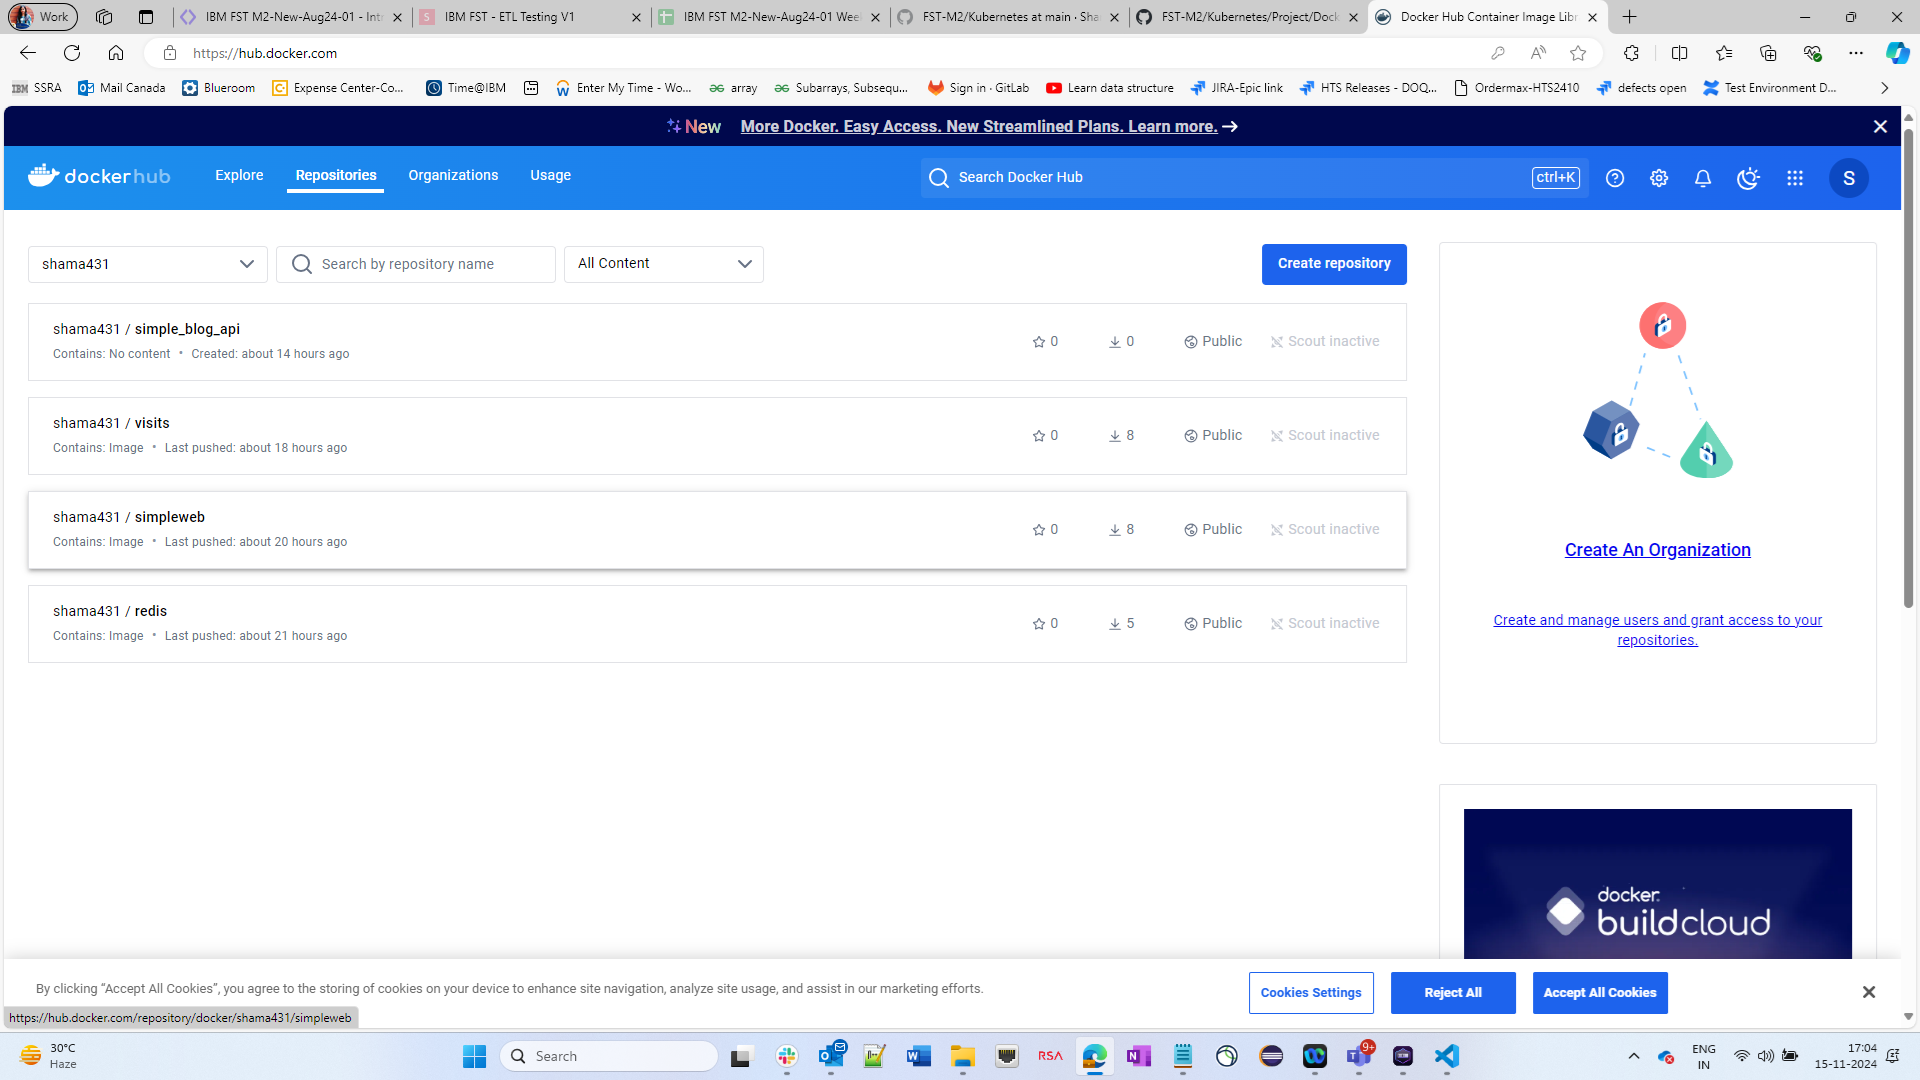 Work
IBM FST M2-New-Aug24-01 - Int
IBM FST - ETL Testing V1
IBM FST M2-New-Aug24-01 Wee
FST-M2/Kubernetes at main · Sha
FST-M2/Kubernetes/Project/Dock
Docker Hub Container Image Libr
https://hub.docker.com
IBM SSRA
Mail Canada
Blueroom
Expense Center-Co...
Time@IBM
Enter My Time - Wo...
array
Subarrays, Subsequ...
Sign in · GitLab
Learn data structure
JIRA-Epic link
HTS Releases - DOQ...
Ordermax-HTS2410
defects open
Test Environment D...
New More Docker. Easy Access. New Streamlined Plans. Learn more.
dockerhub
Explore
Repositories
Organizations
Usage
Search Docker Hub
ctrl+K
S
shama431
Search by repository name
All Content
Create repository
shama431 / simple_blog_api
Contains: No content • Created: about 14 hours ago
0
0
Public
Scout inactive
shama431 / visits
Contains: Image • Last pushed: about 18 hours ago
0
8
Public
Scout inactive
shama431 / simpleweb
Contains: Image • Last pushed: about 20 hours ago
0
8
Public
Scout inactive
shama431 / redis
Contains: Image • Last pushed: about 21 hours ago
0
5
Public
Scout inactive
Create An Organization
Create and manage users and grant access to your
repositories.
docker
buildcloud
By clicking “Accept All Cookies”, you agree to the storing of cookies on your device to enhance site navigation, analyze site usage, and assist in our marketing efforts.
Cookies Settings
Reject All
Accept All Cookies
https://hub.docker.com/repository/docker/shama431/simpleweb
30°C
Haze
Search
RSA
9+
ENG
IN
17:04
15-11-2024